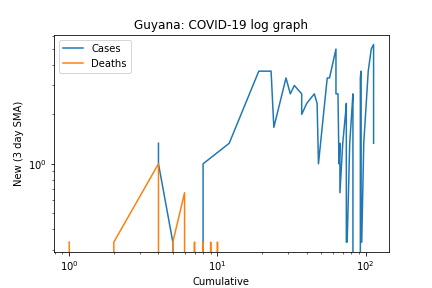 Guyana: COVID-19 log graph
Cases
Deaths
New (3 day SMA)
10⁰
10⁰ 10¹ 10²
Cumulative